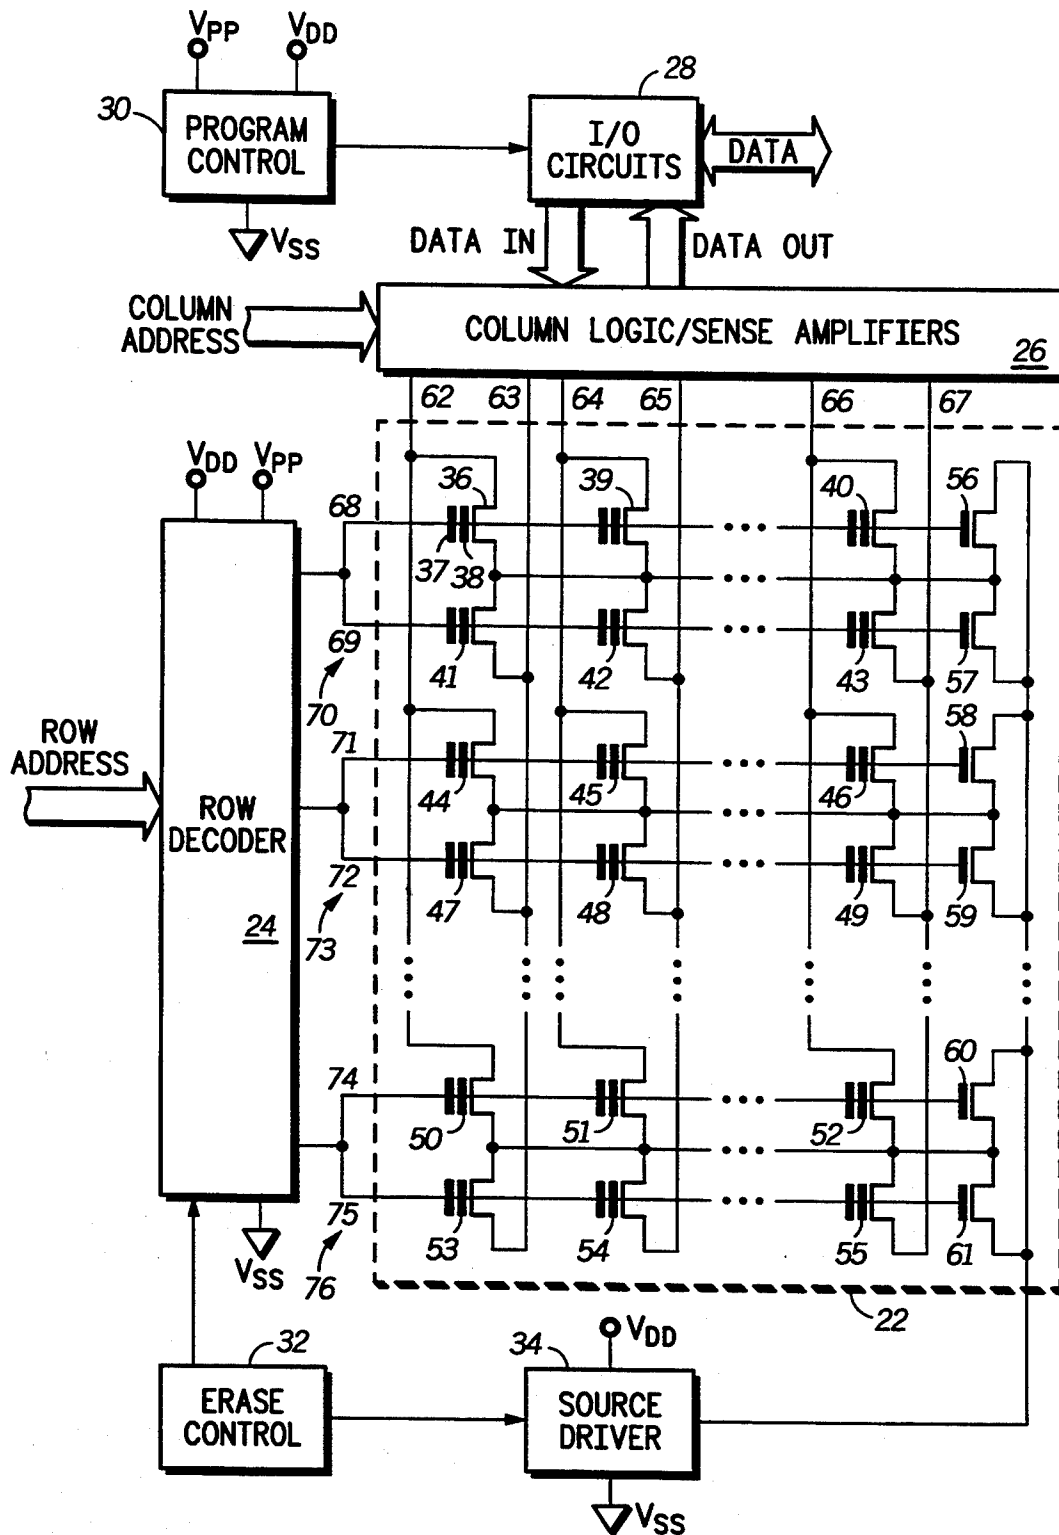 VPP VDD
30
PROGRAM
CONTROL
VSS
28
I/O
CIRCUITS
DATA
DATA IN
DATA OUT
COLUMN
ADDRESS
COLUMN LOGIC/SENSE AMPLIFIERS
26
62 63 64 65 66 67
VDD VPP
68 36 39 40 56
37 38
69 41 42 43 57
70
71 58
ROW
ADDRESS
44 45 46
ROW
DECODER
24
72 47 48 49 59
73
60
74
50 51 52
75 53 54 55 61
76
VSS
22
32
ERASE
CONTROL
34
VDD
SOURCE
DRIVER
VSS